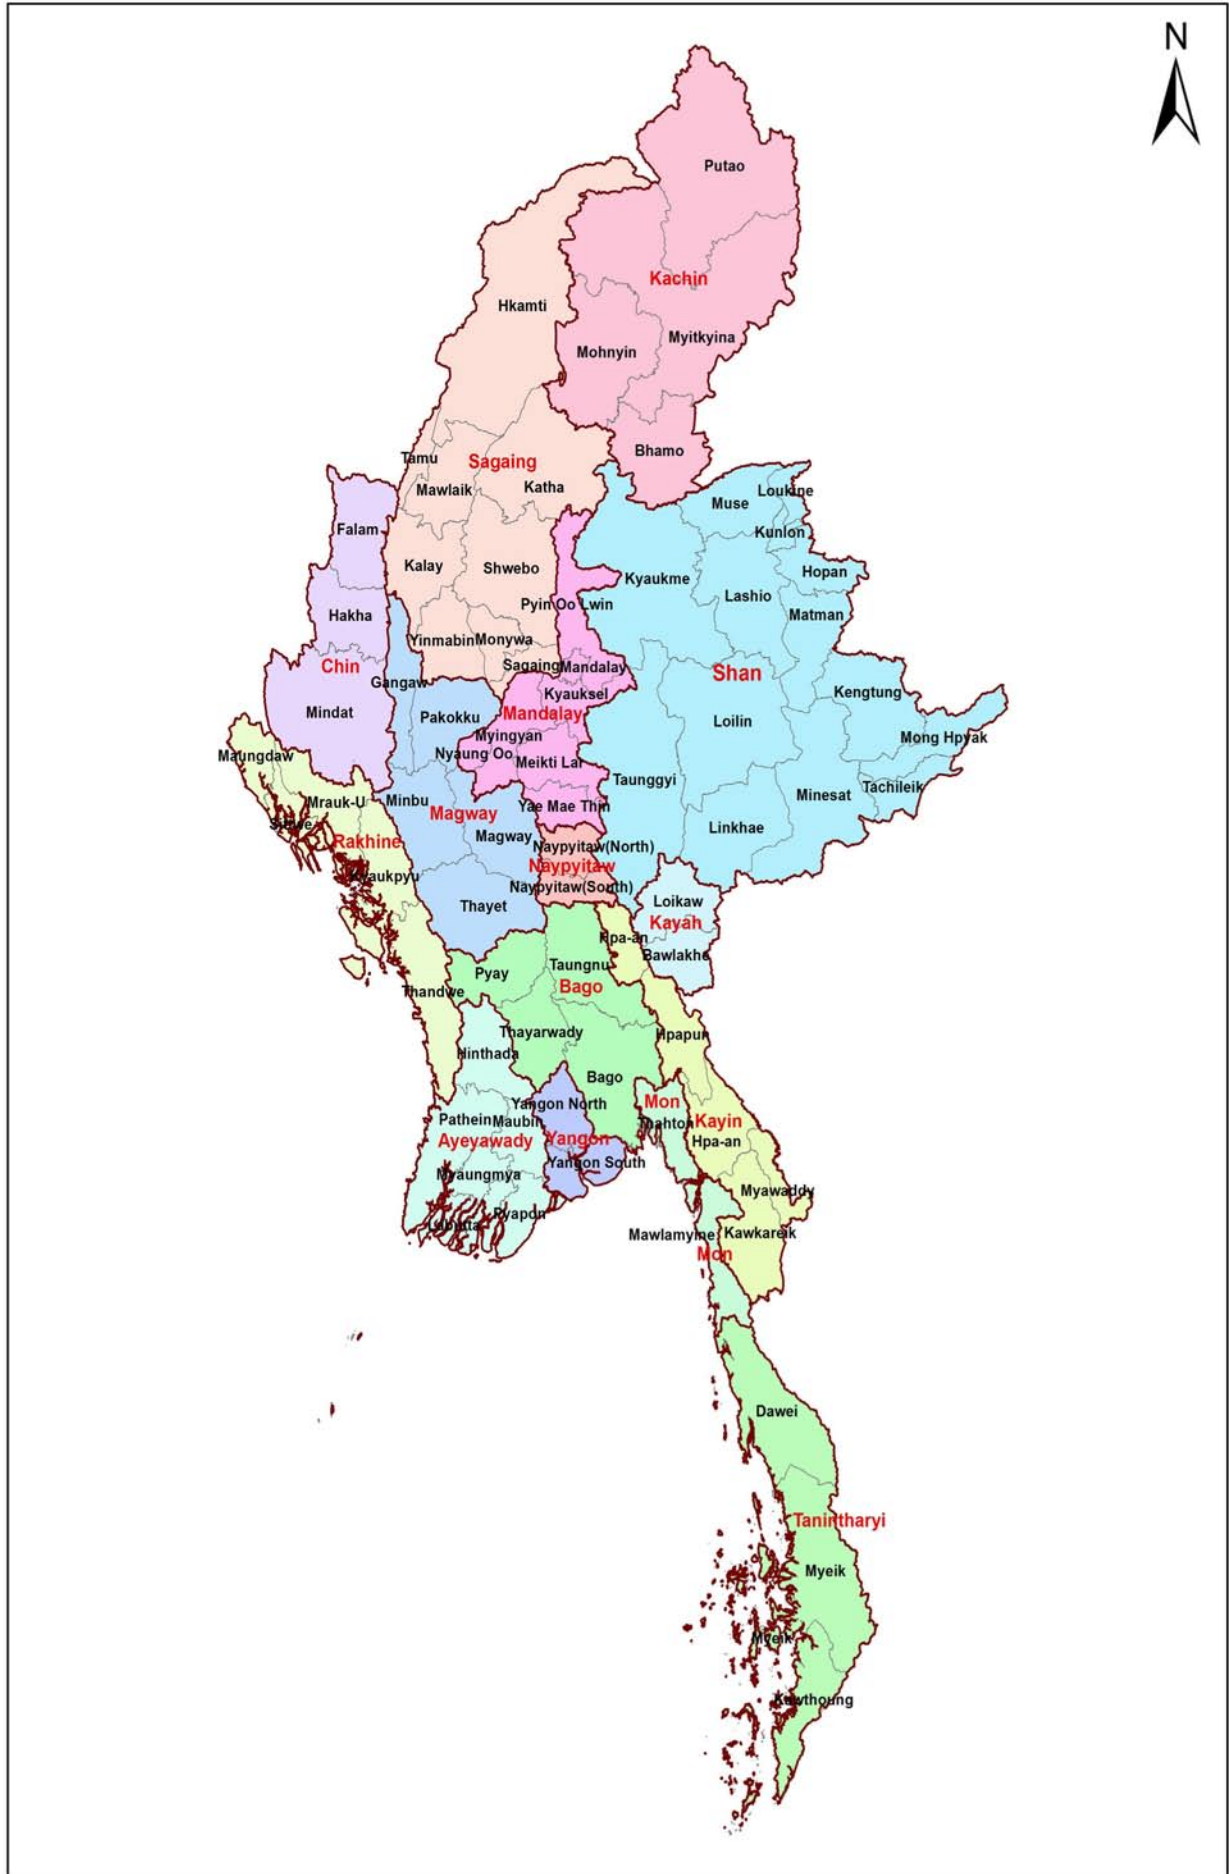 N
Putao
Kachin
Hkamti
Myitkyina
Mohnyin
Bhamo
Tamu
Sagaing
Mawlaik
Katha
Loukine
Muse
Falam
Kunlon
Kalay
Shwebo
Hopan
Kyaukme
Lashio
Pyin Oo Lwin
Hakha
Matman
Yinmabin
Monywa
Chin
Sagaing
Mandalay
Shan
Gangaw
Kyauksel
Kengtung
Mindat
Pakokku
Mandalay
Loilin
Myingyan
Mong Hpyak
Maungdaw
Nyaung Oo
Meikti Lar
Taunggyi
Tachileik
Minesat
Mrauk-U
Minbu
Yae Mae Thin
Magway
Sittwe
Linkhae
Rakhine
Magway
Naypyitaw(North)
Naypyitaw
Kyaukpyu
Naypyitaw(South)
Thayet
Loikaw
Kayah
Hpa-an
Bawlakhe
Taungnu
Pyay
Bago
Thandwe
Thayarwady
Hpapun
Hinthada
Bago
Yangon North
Mon
Pathein
Maubin
Thahton
Kayin
Ayeyawady
Yangon
Hpa-an
Yangon South
Myaungmya
Myawaddy
Pyapon
Labutta
Mawlamyine
Kawkareik
Mon
Dawei
Tanintharyi
Myeik
Myeik
Kawthoung